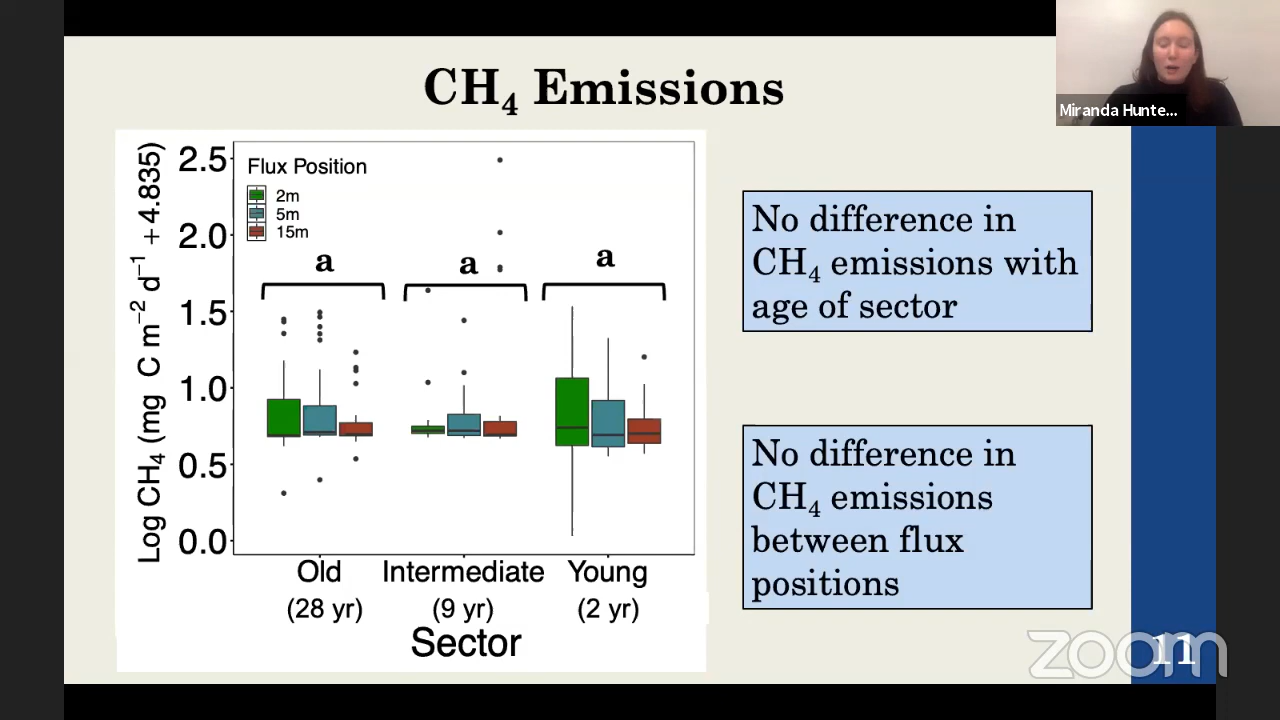 CH₄ Emissions
Miranda Hunte...
Log CH₄ (mg C m⁻² d⁻¹ +4.835)
2.5
2.0
1.5
1.0
0.5
0.0
Flux Position
2m
5m
15m
a
a
a
Old
Intermediate
Young
(28 yr)
(9 yr)
(2 yr)
Sector
No difference in
CH₄ emissions with
age of sector
No difference in
CH₄ emissions
between flux
positions
zoom
11